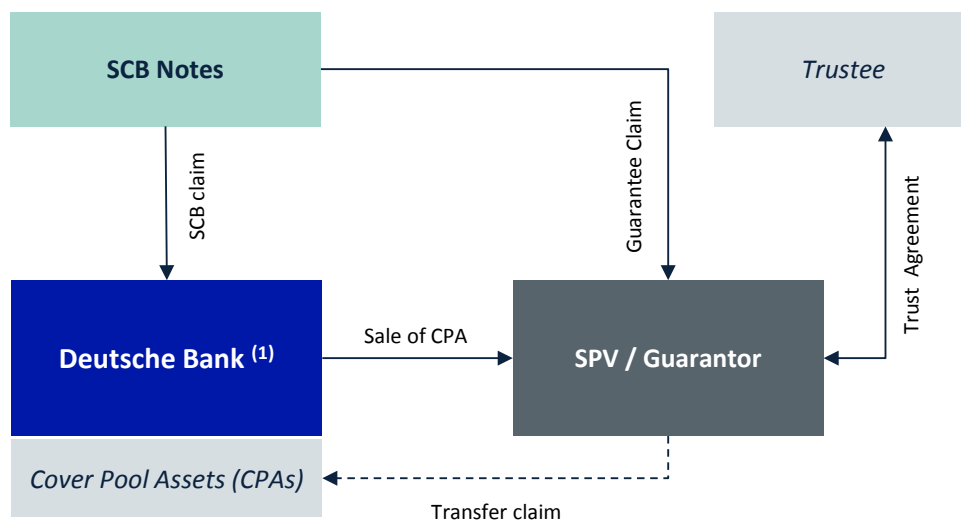 SCB Notes
Trustee
SCB claim
Guarantee Claim
Trust Agreement
Deutsche Bank (1)
Sale of CPA
SPV / Guarantor
Cover Pool Assets (CPAs)
Transfer claim